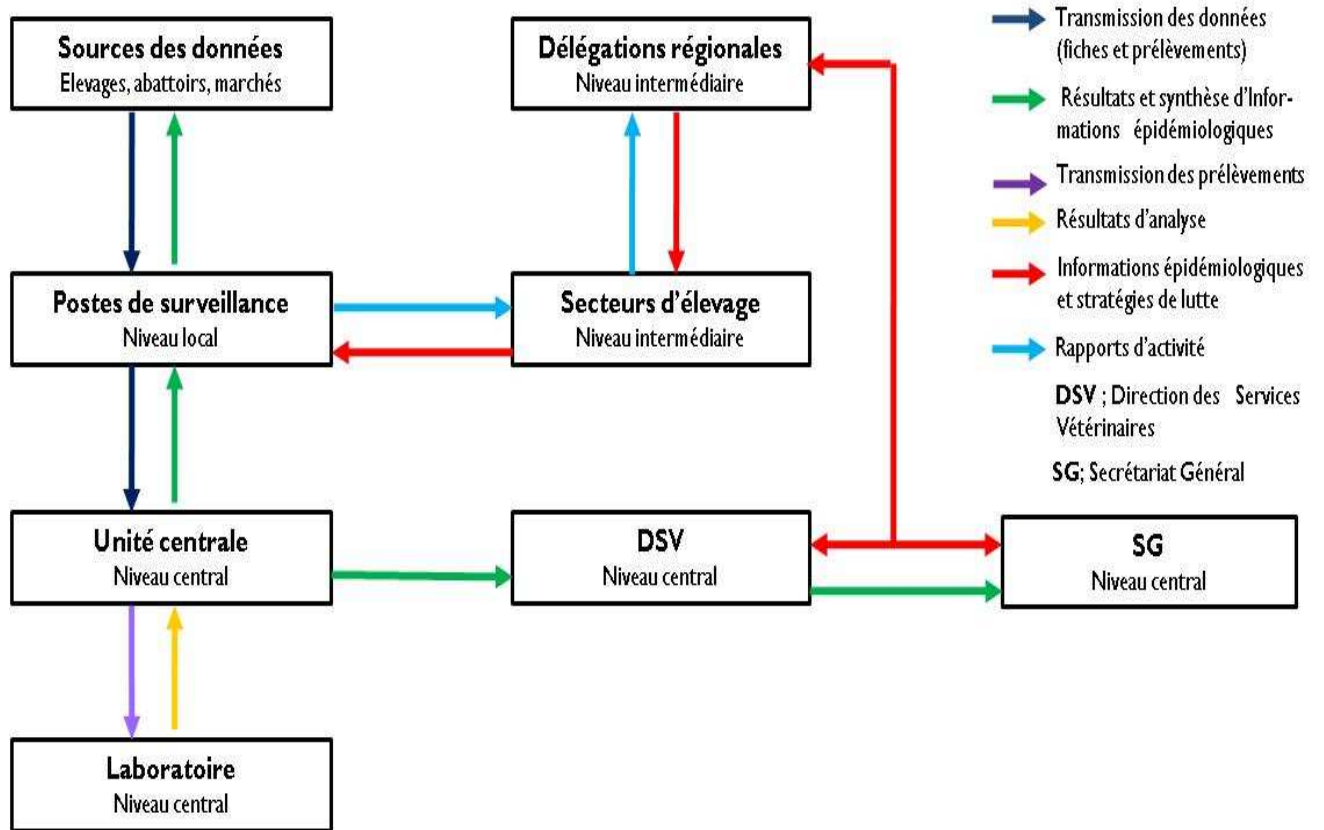 Sources des données
Elevages, abattoirs, marchés
Délégations régionales
Niveau intermédiaire
Postes de surveillance
Niveau local
Secteurs d'élevage
Niveau intermédiaire
Unité centrale
Niveau central
DSV
Niveau central
SG
Niveau central
Laboratoire
Niveau central
Transmission des données
(fiches et prélèvements)
Résultats et synthèse d'Infor-
mations épidémiologiques
Transmission des prélèvements
Résultats d'analyse
Informations épidémiologiques
et stratégies de lutte
Rapports d'activité
DSV ; Direction des Services
Vétérinaires
SG; Secrétariat Général